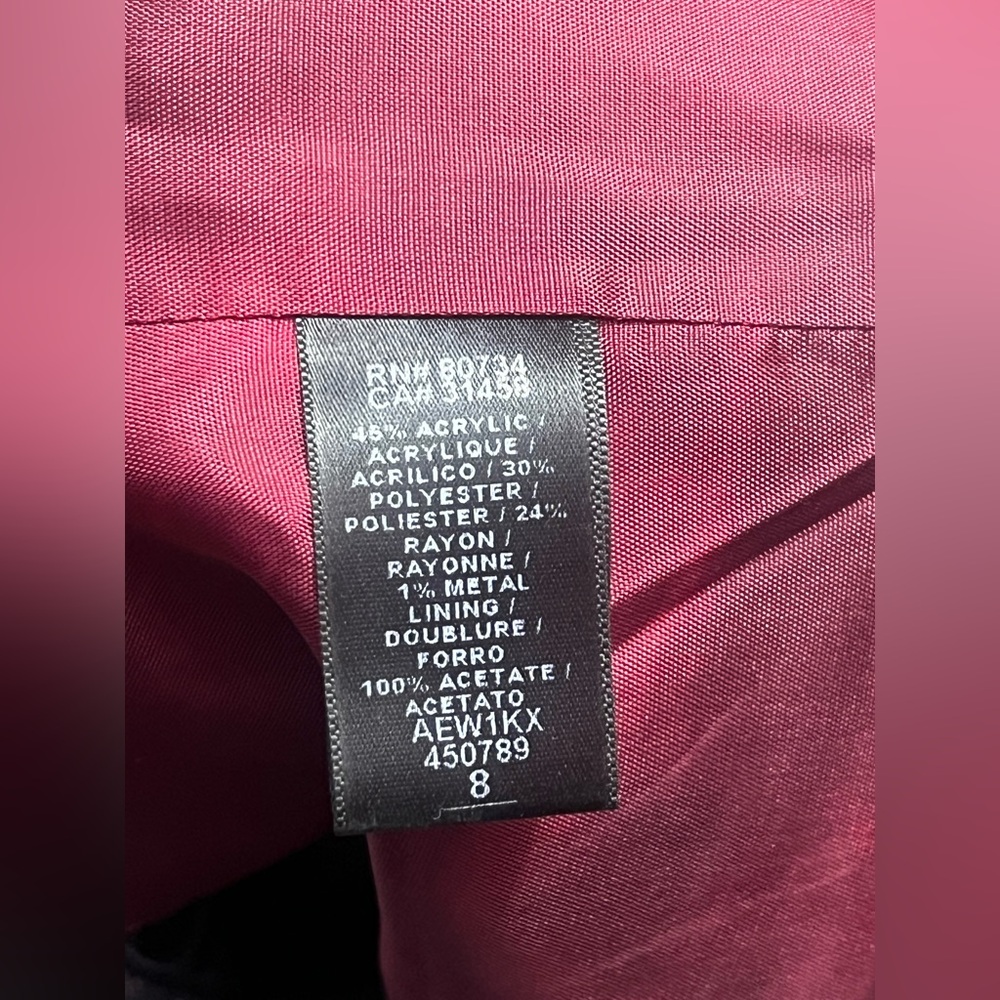 RN# 80734
CA# 31458
45% ACRYLIC /
ACRYLIQUE /
ACRILICO / 30%
POLYESTER /
POLIESTER / 24%
RAYON /
RAYONNE /
1% METAL
LINING /
DOUBLURE /
FORRO
100% ACETATE /
ACETATO
AEW1KX
450789
8